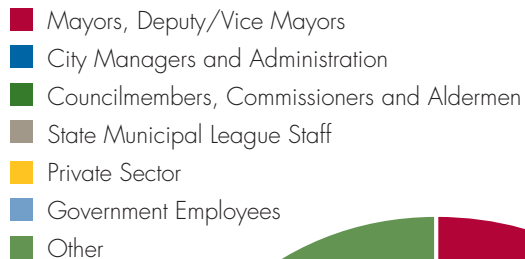 Mayors, Deputy/Vice Mayors
City Managers and Administration
Councilmembers, Commissioners and Aldermen
State Municipal League Staff
Private Sector
Government Employees
Other